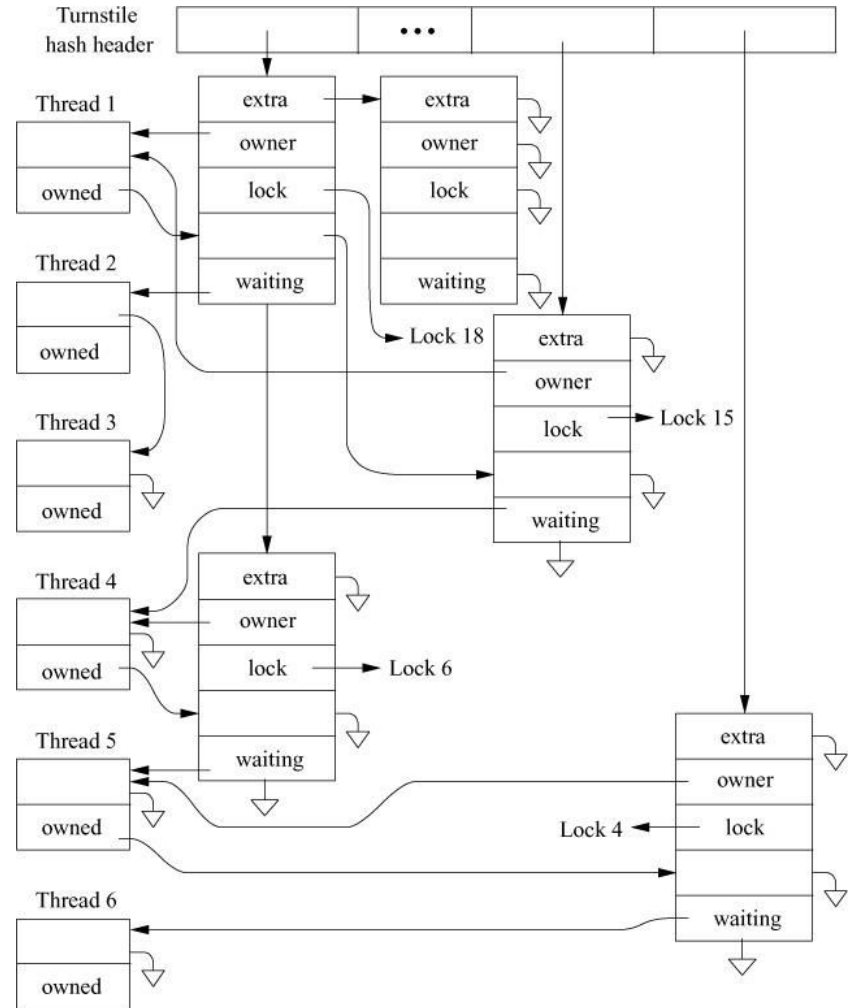 Turnstile
hash header
•••
Thread 1
owned
Thread 2
owned
Thread 3
owned
Thread 4
owned
Thread 5
owned
Thread 6
owned
extra
owner
lock
waiting
extra
owner
lock
waiting
Lock 18
extra
owner
lock
waiting
Lock 15
extra
owner
lock
waiting
Lock 6
extra
owner
lock
waiting
Lock 4